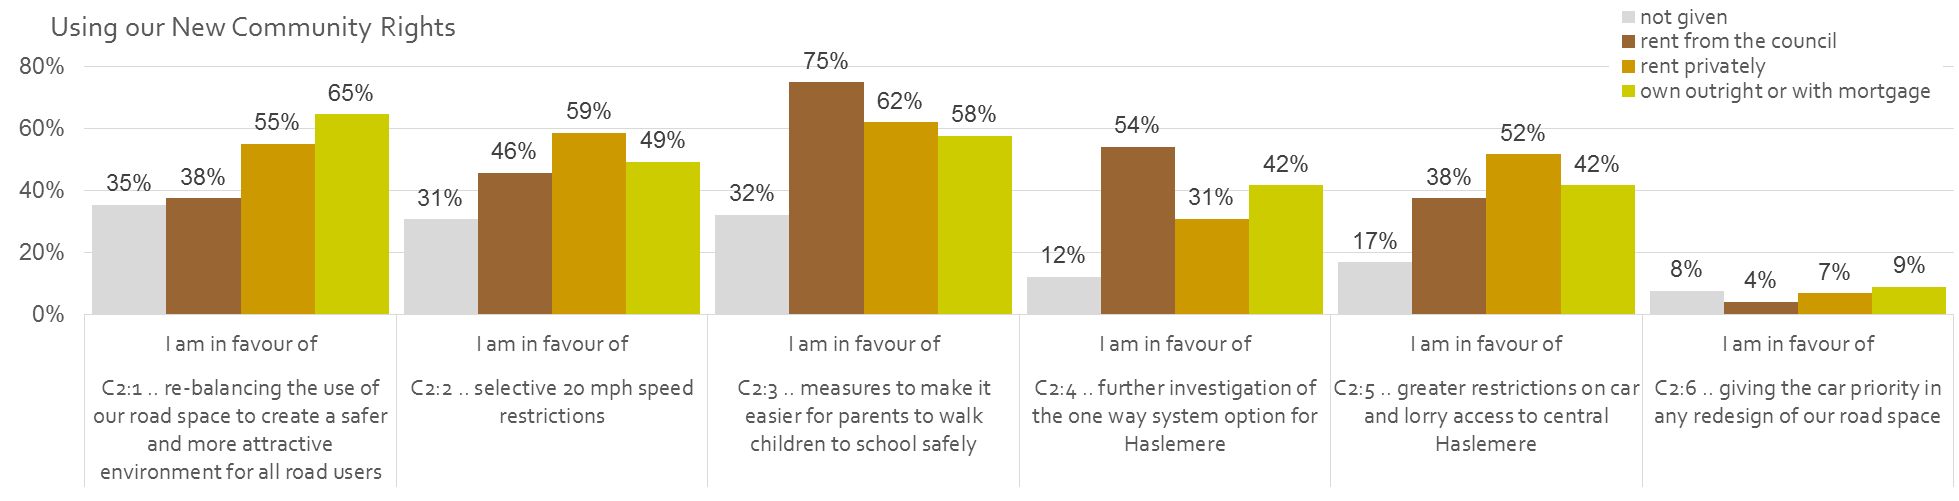 Using our New Community Rights
not given
rent from the council
rent privately
own outright or with mortgage
80%
60%
40%
20%
0%
35%
38%
55%
65%
31%
46%
59%
49%
32%
75%
62%
58%
12%
54%
31%
42%
17%
38%
52%
42%
8%
4%
7%
9%
I am in favour of
C2:1 .. re-balancing the use of
our road space to create a safer
and more attractive
environment for all road users
I am in favour of
C2:2 .. selective 20 mph speed
restrictions
I am in favour of
C2:3 .. measures to make it
easier for parents to walk
children to school safely
I am in favour of
C2:4 .. further investigation of
the one way system option for
Haslemere
I am in favour of
C2:5 .. greater restrictions on car
and lorry access to central
Haslemere
I am in favour of
C2:6 .. giving the car priority in
any redesign of our road space